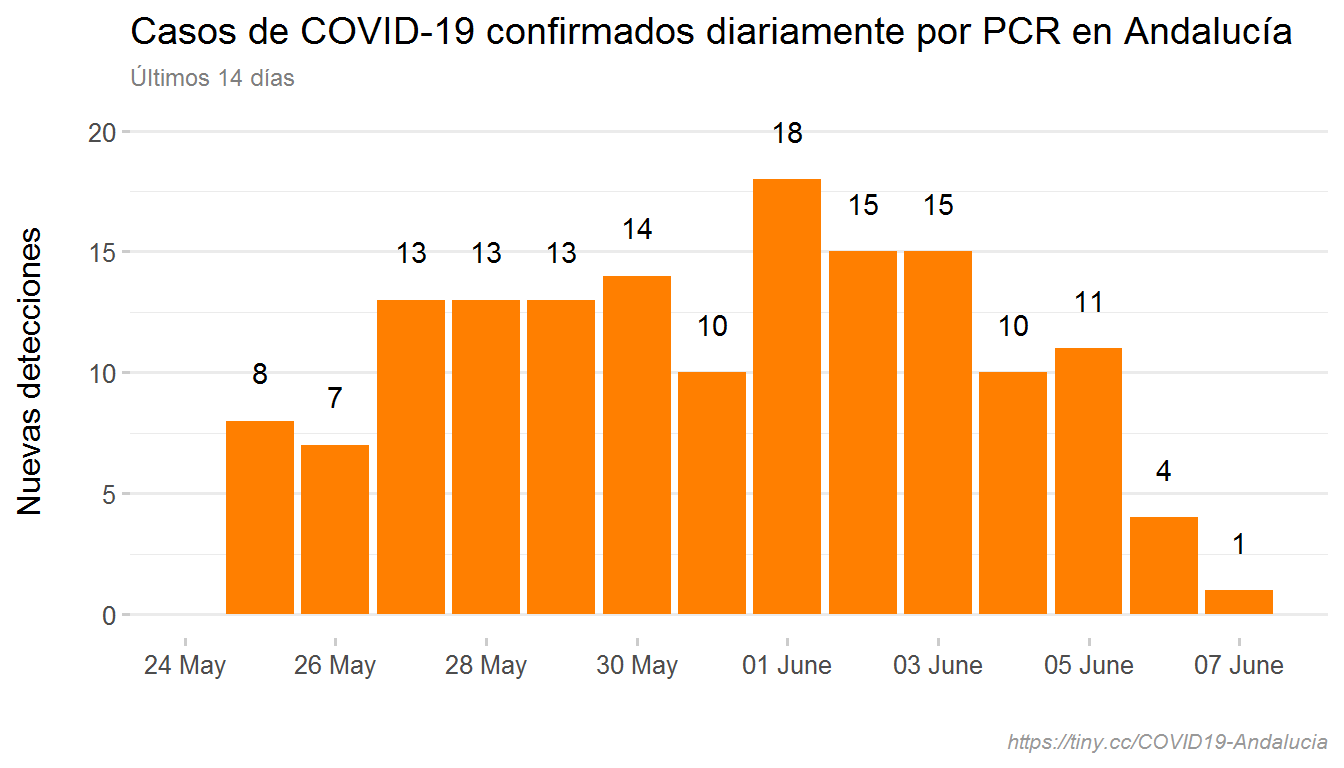 Casos de COVID-19 confirmados diariamente por PCR en Andalucía
Últimos 14 días
Nuevas detecciones
20
15
10
5
0
8
7
13
13
13
14
10
18
15
15
10
11
4
1
24 May
26 May
28 May
30 May
01 June
03 June
05 June
07 June
https://tiny.cc/COVID19-Andalucia